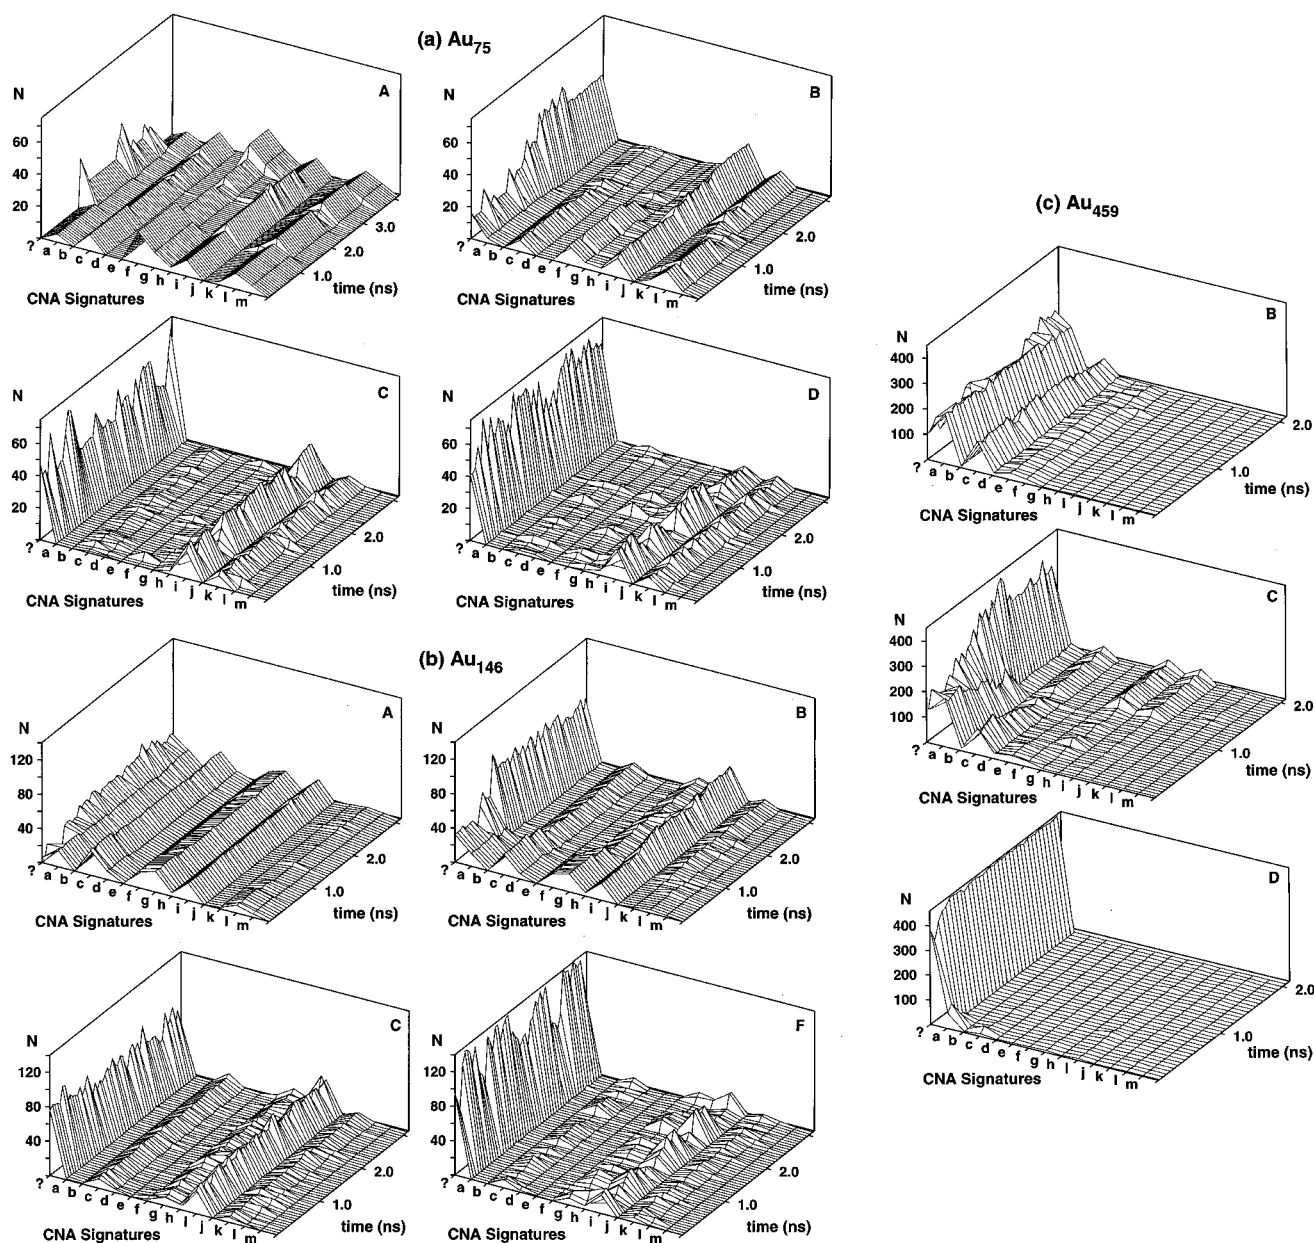 (a) Au75
A
N
60
40
20
? a b c d e f g h i j k l m
CNA Signatures
1.0
2.0
3.0
time (ns)
B
N
60
40
20
? a b c d e f g h i j k l m
CNA Signatures
1.0
2.0
time (ns)
C
N
60
40
20
? a b c d e f g h i j k l m
CNA Signatures
1.0
2.0
time (ns)
D
N
60
40
20
? a b c d e f g h i j k l m
CNA Signatures
1.0
2.0
time (ns)
(b) Au146
A
N
120
80
40
? a b c d e f g h i j k l m
CNA Signatures
1.0
2.0
time (ns)
B
N
120
80
40
? a b c d e f g h i j k l m
CNA Signatures
1.0
2.0
time (ns)
C
N
120
80
40
? a b c d e f g h i j k l m
CNA Signatures
1.0
2.0
time (ns)
F
N
120
80
40
? a b c d e f g h i j k l m
CNA Signatures
1.0
2.0
time (ns)
(c) Au459
B
N
400
300
200
100
? a b c d e f g h i j k l m
CNA Signatures
1.0
2.0
time (ns)
C
N
400
300
200
100
? a b c d e f g h i j k l m
CNA Signatures
1.0
2.0
time (ns)
D
N
400
300
200
100
? a b c d e f g h i j k l m
CNA Signatures
1.0
2.0
time (ns)